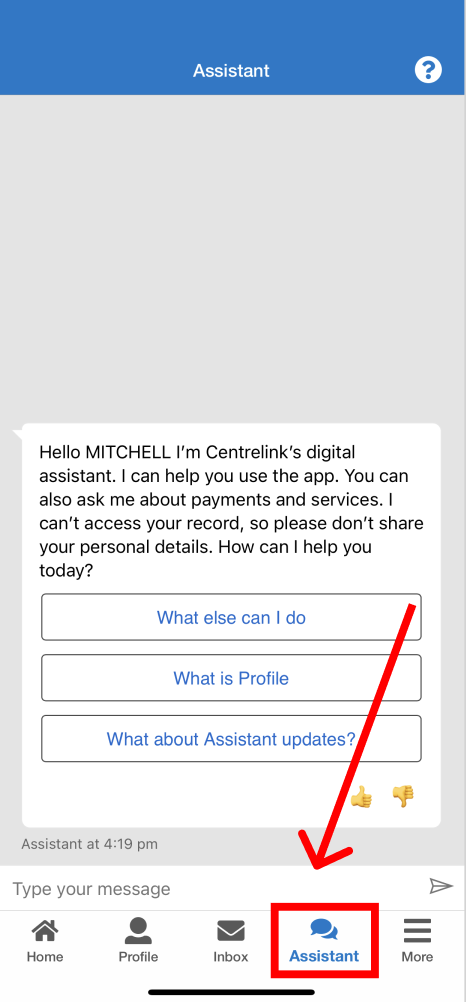 Assistant
?
Hello MITCHELL I'm Centrelink's digital
assistant. I can help you use the app. You can
also ask me about payments and services. I
can't access your record, so please don't share
your personal details. How can I help you
today?
What else can I do
What is Profile
What about Assistant updates?
Assistant at 4:19 pm
Type your message
Home Profile Inbox Assistant More